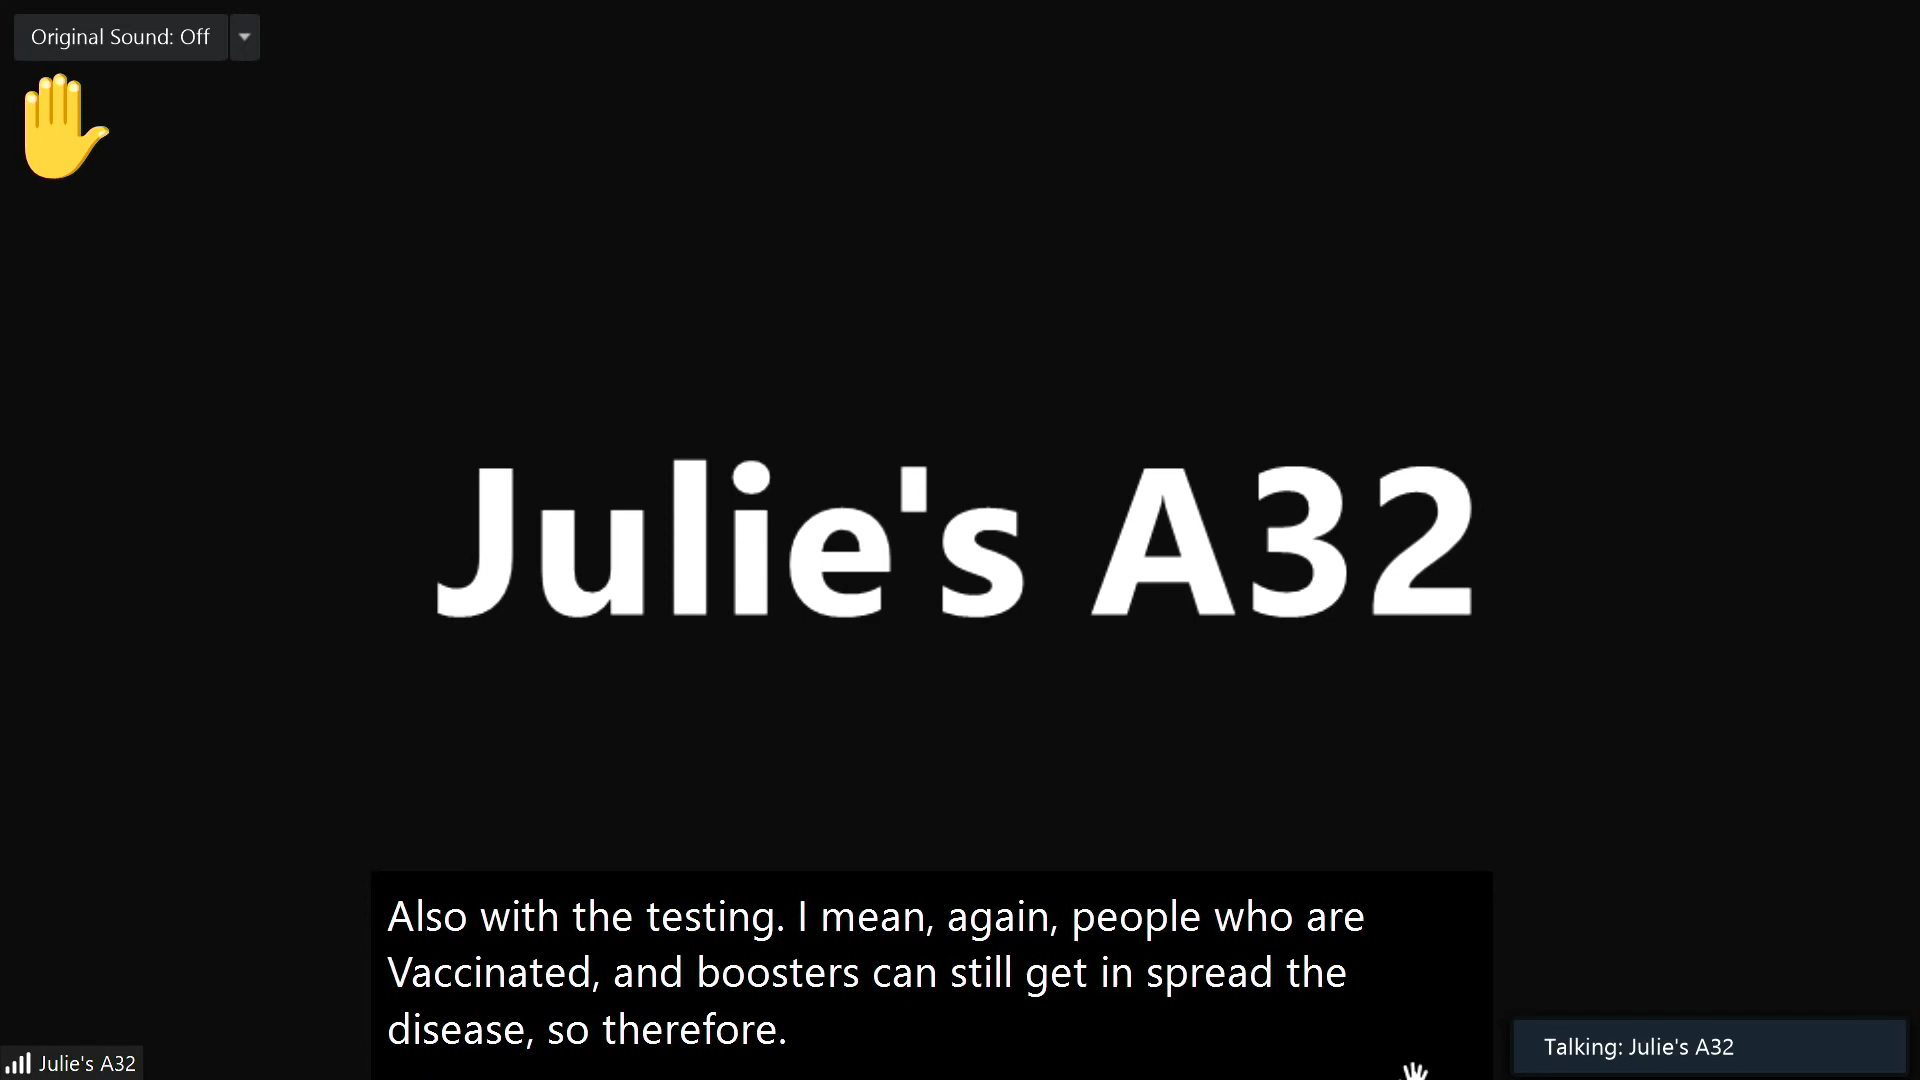 Original Sound: Off
Julie's A32
Also with the testing. I mean, again, people who are
Vaccinated, and boosters can still get in spread the
disease, so therefore.
Julie's A32
Talking: Julie's A32